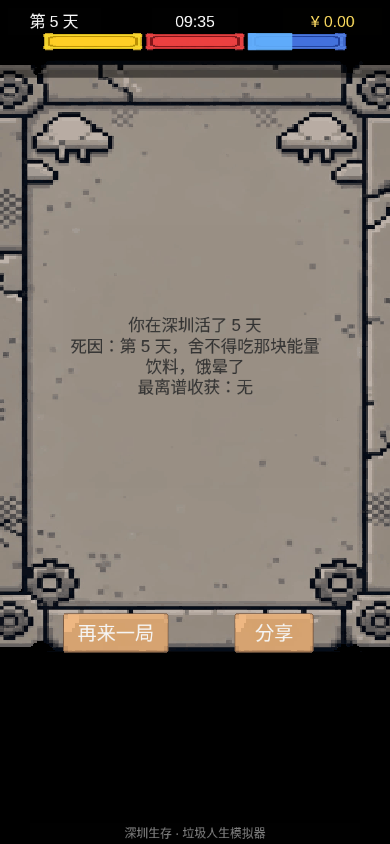 第 5 天
09:35
¥ 0.00
你在深圳活了 5 天
死因：第 5 天，舍不得吃那块能量
饮料，饿晕了
最离谱收获：无
再来一局
分享
深圳生存 · 垃圾人生模拟器